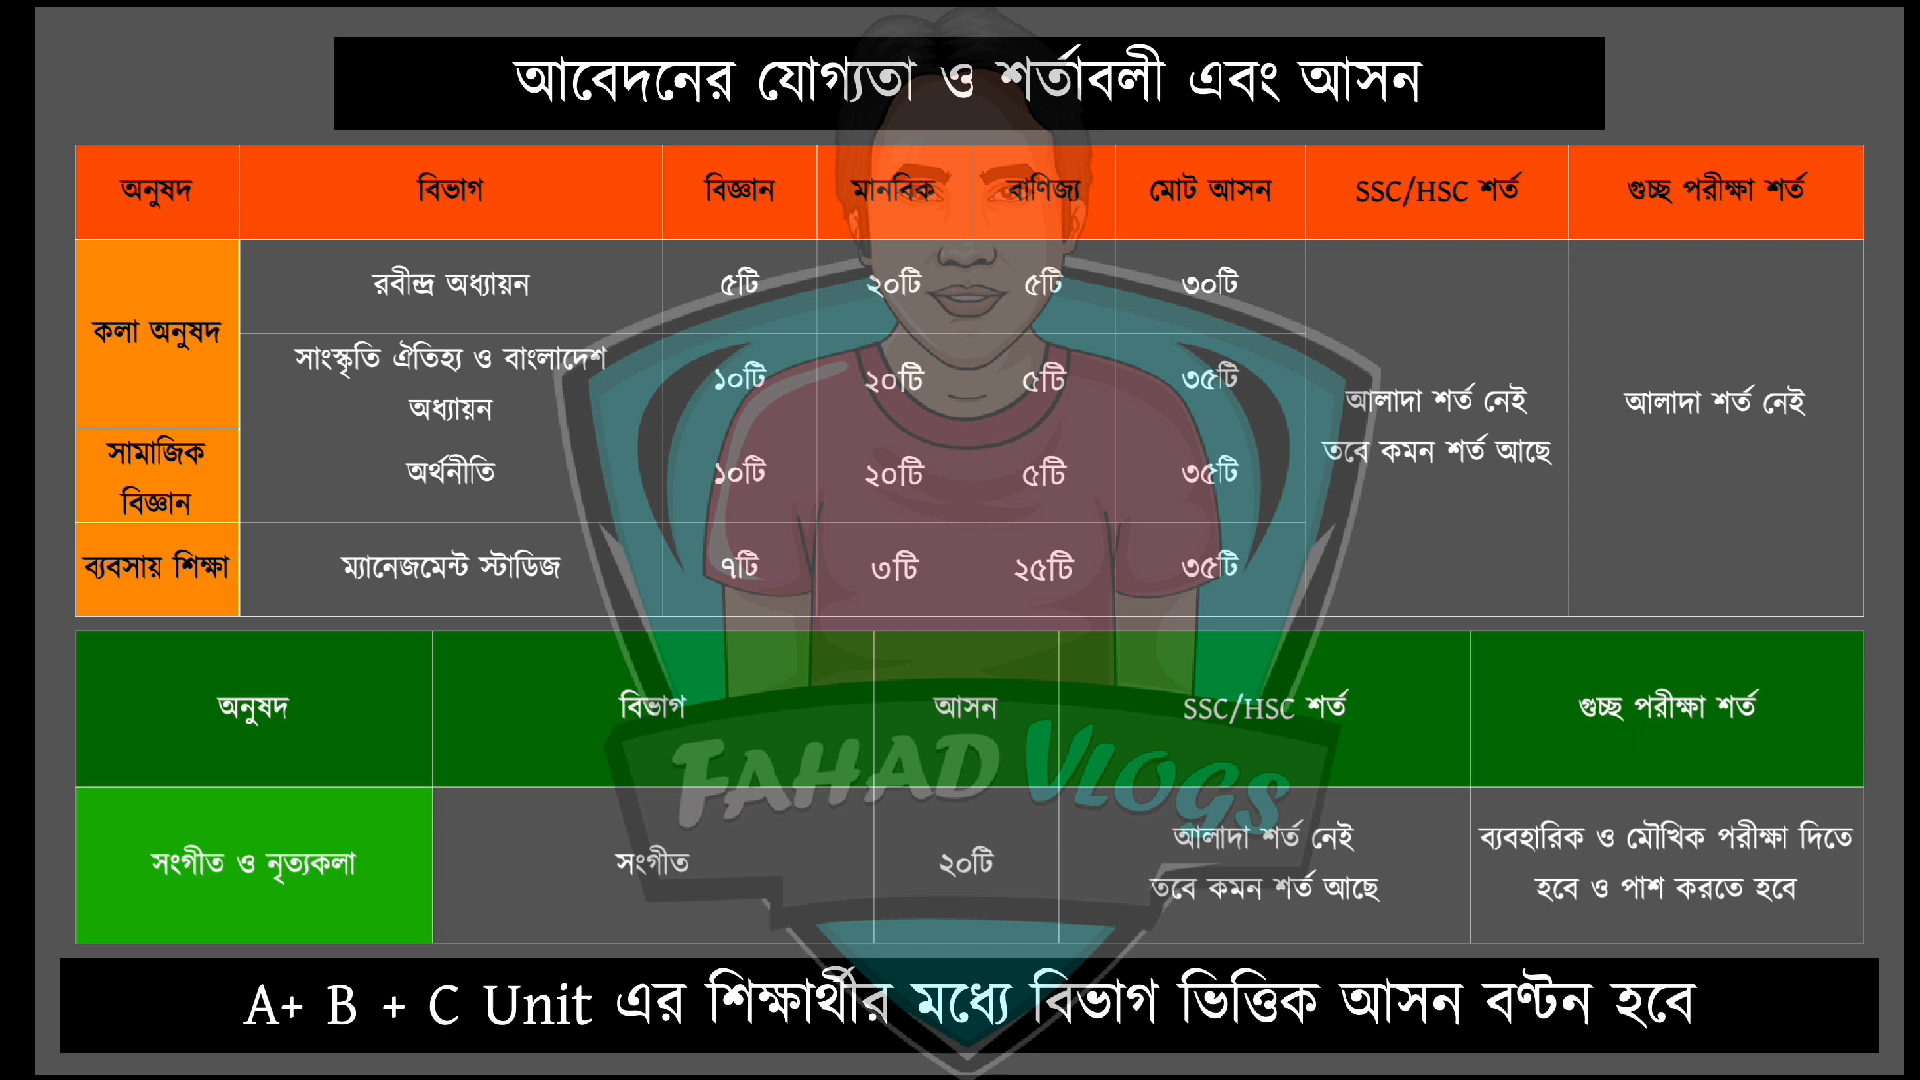 আবেদনের যোগ্যতা ও শর্তাবলী এবং আসন
অনুষদ বিভাগ বিজ্ঞান মানবিক বাণিজ্য মোট আসন SSC/HSC শর্ত গুচ্ছ পরীক্ষা শর্ত
কলা অনুষদ
রবীন্দ্র অধ্যায়ন ৫টি ২০টি ৫টি ৩০টি
সাংস্কৃতি ঐতিহ্য ও বাংলাদেশ
অধ্যায়ন
১০টি ২০টি ৫টি ৩৫টি
সামাজিক
বিজ্ঞান
অর্থনীতি ১০টি ২০টি ৫টি ৩৫টি
ব্যবসায় শিক্ষা ম্যানেজমেন্ট স্টাডিজ ৭টি ৩টি ২৫টি ৩৫টি
আলাদা শর্ত নেই
তবে কমন শর্ত আছে
আলাদা শর্ত নেই
অনুষদ বিভাগ আসন SSC/HSC শর্ত গুচ্ছ পরীক্ষা শর্ত
FAHAD VLOGS
সংগীত ও নৃত্যকলা সংগীত ২০টি
আলাদা শর্ত নেই
তবে কমন শর্ত আছে
ব্যবহারিক ও মৌখিক পরীক্ষা দিতে
হবে ও পাশ করতে হবে
A+ B + C Unit এর শিক্ষার্থীর মধ্যে বিভাগ ভিত্তিক আসন বণ্টন হবে